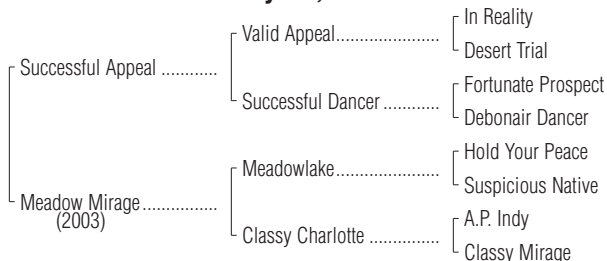 In Reality
Valid Appeal
Desert Trial
Successful Appeal
Fortunate Prospect
Successful Dancer
Debonair Dancer
Hold Your Peace
Meadowlake
Suspicious Native
Meadow Mirage
(2003)
A.P. Indy
Classy Charlotte
Classy Mirage